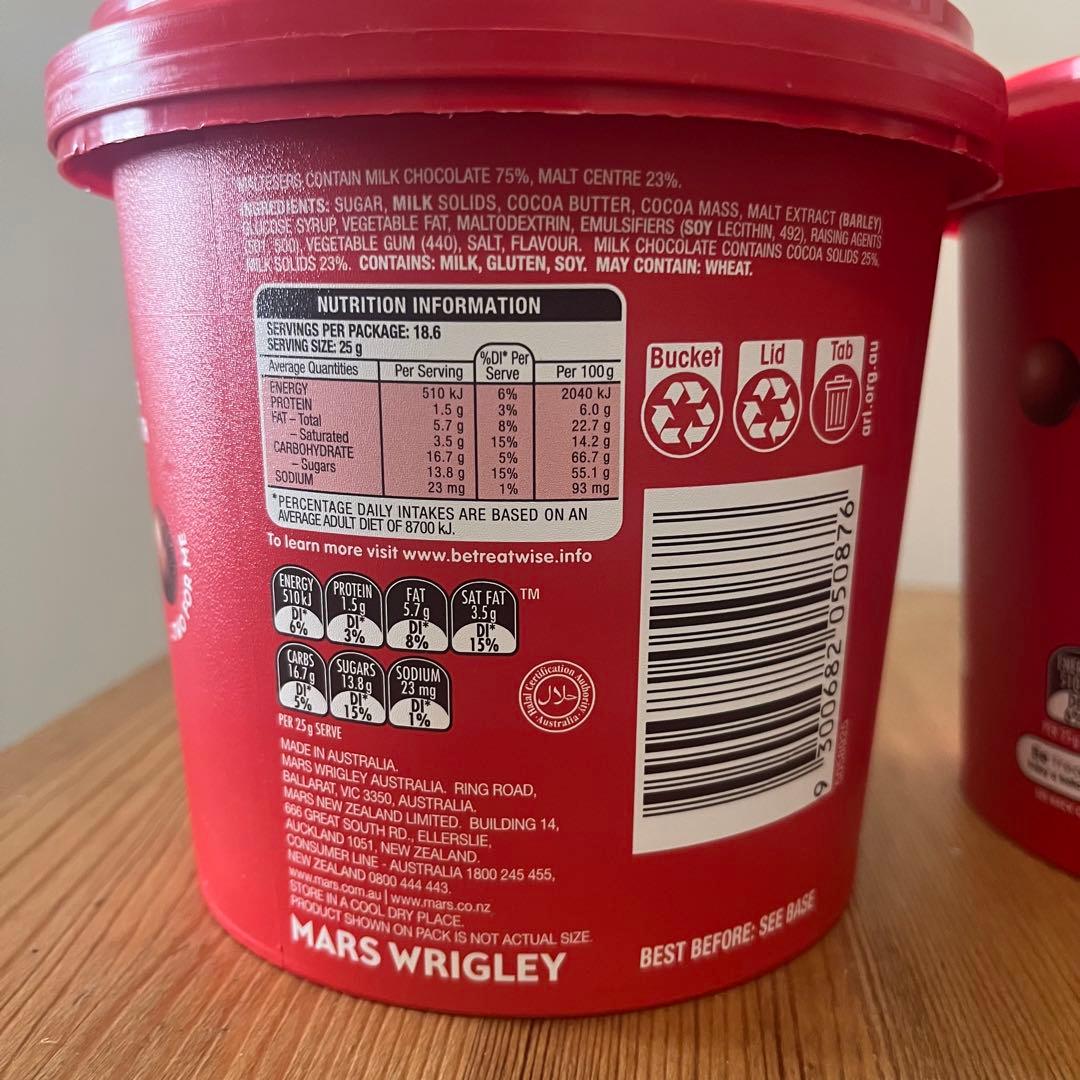 MALTESERS CONTAIN MILK CHOCOLATE 75%, MALT CENTRE 23%.
INGREDIENTS: SUGAR, MILK SOLIDS, COCOA BUTTER, COCOA MASS, MALT EXTRACT (BARLEY),
GLUCOSE SYRUP, VEGETABLE FAT, MALTODEXTRIN, EMULSIFIERS (SOY LECITHIN, 492), RAISING AGENTS
(501, 500), VEGETABLE GUM (440), SALT, FLAVOUR. MILK CHOCOLATE CONTAINS COCOA SOLIDS 25%,
MILK SOLIDS 23%. CONTAINS: MILK, GLUTEN, SOY. MAY CONTAIN: WHEAT.
NUTRITION INFORMATION
SERVINGS PER PACKAGE: 18.6
SERVING SIZE: 25 g
Average Quantities Per Serving %DI* Per Serve Per 100 g
ENERGY 510 kJ 6% 2040 kJ
PROTEIN 1.5 g 3% 6.0 g
FAT – Total 5.7 g 8% 22.7 g
– Saturated 3.5 g 15% 14.2 g
CARBOHYDRATE 16.7 g 5% 66.7 g
– Sugars 13.8 g 15% 55.1 g
SODIUM 23 mg 1% 93 mg
*PERCENTAGE DAILY INTAKES ARE BASED ON AN
AVERAGE ADULT DIET OF 8700 KJ.
To learn more visit www.betreatwise.info
ENERGY 510kJ DI* 6%
PROTEIN 1.5g DI* 3%
FAT 5.7g DI* 8%
SAT FAT 3.5g DI* 15%
TM
CARBS 16.7g DI* 5%
SUGARS 13.8g DI* 15%
SODIUM 23 mg DI* 1%
PER 25g SERVE
Halal Certification Authority
حلال
Australia
MADE IN AUSTRALIA.
MARS WRIGLEY AUSTRALIA. RING ROAD,
BALLARAT, VIC 3350, AUSTRALIA.
MARS NEW ZEALAND LIMITED. BUILDING 14,
666 GREAT SOUTH RD., ELLERSLIE,
AUCKLAND 1051, NEW ZEALAND.
CONSUMER LINE - AUSTRALIA 1800 245 455,
NEW ZEALAND 0800 444 443.
www.mars.com.au | www.mars.co.nz
STORE IN A COOL DRY PLACE.
PRODUCT SHOWN ON PACK IS NOT ACTUAL SIZE.
MARS WRIGLEY
Bucket
Lid
Tab
arl.org.au
9 300682 050876
BEST BEFORE: SEE BASE
FOR ME